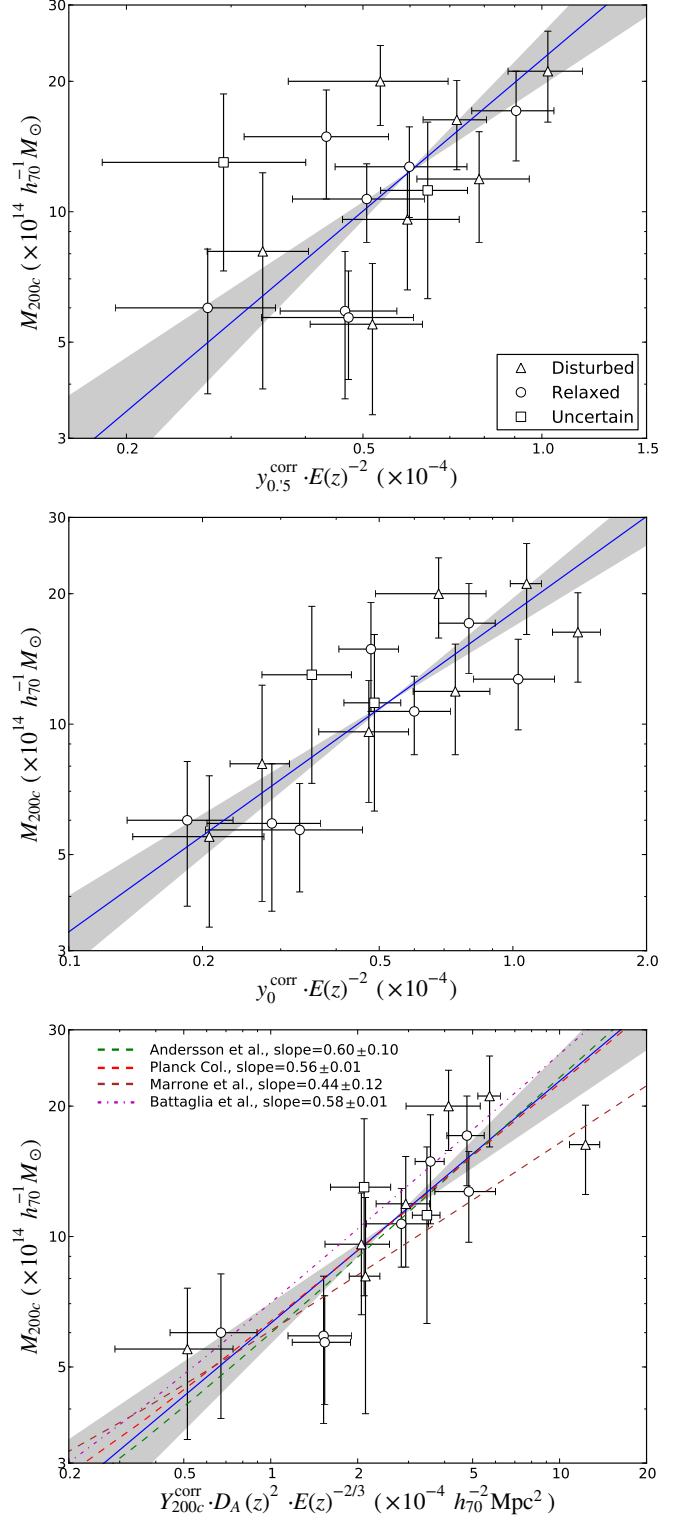 30
20
10
5
3
M200c (×10^14 h70^-1 M⊙)
Disturbed
Relaxed
Uncertain
0.2 0.5 1.0 1.5
y0.′5^corr ·E(z)^−2 (×10^−4)
30
20
10
5
3
M200c (×10^14 h70^-1 M⊙)
0.1 0.2 0.5 1.0 2.0
y0^corr ·E(z)^−2 (×10^−4)
30
20
10
5
3
M200c (×10^14 h70^-1 M⊙)
Andersson et al., slope=0.60±0.10
Planck Col., slope=0.56±0.01
Marrone et al., slope=0.44±0.12
Battaglia et al., slope=0.58±0.01
0.2 0.5 1 2 5 10 20
Y200c^corr ·DA(z)^2 ·E(z)^−2/3 (×10^−4 h70^−2 Mpc^2)